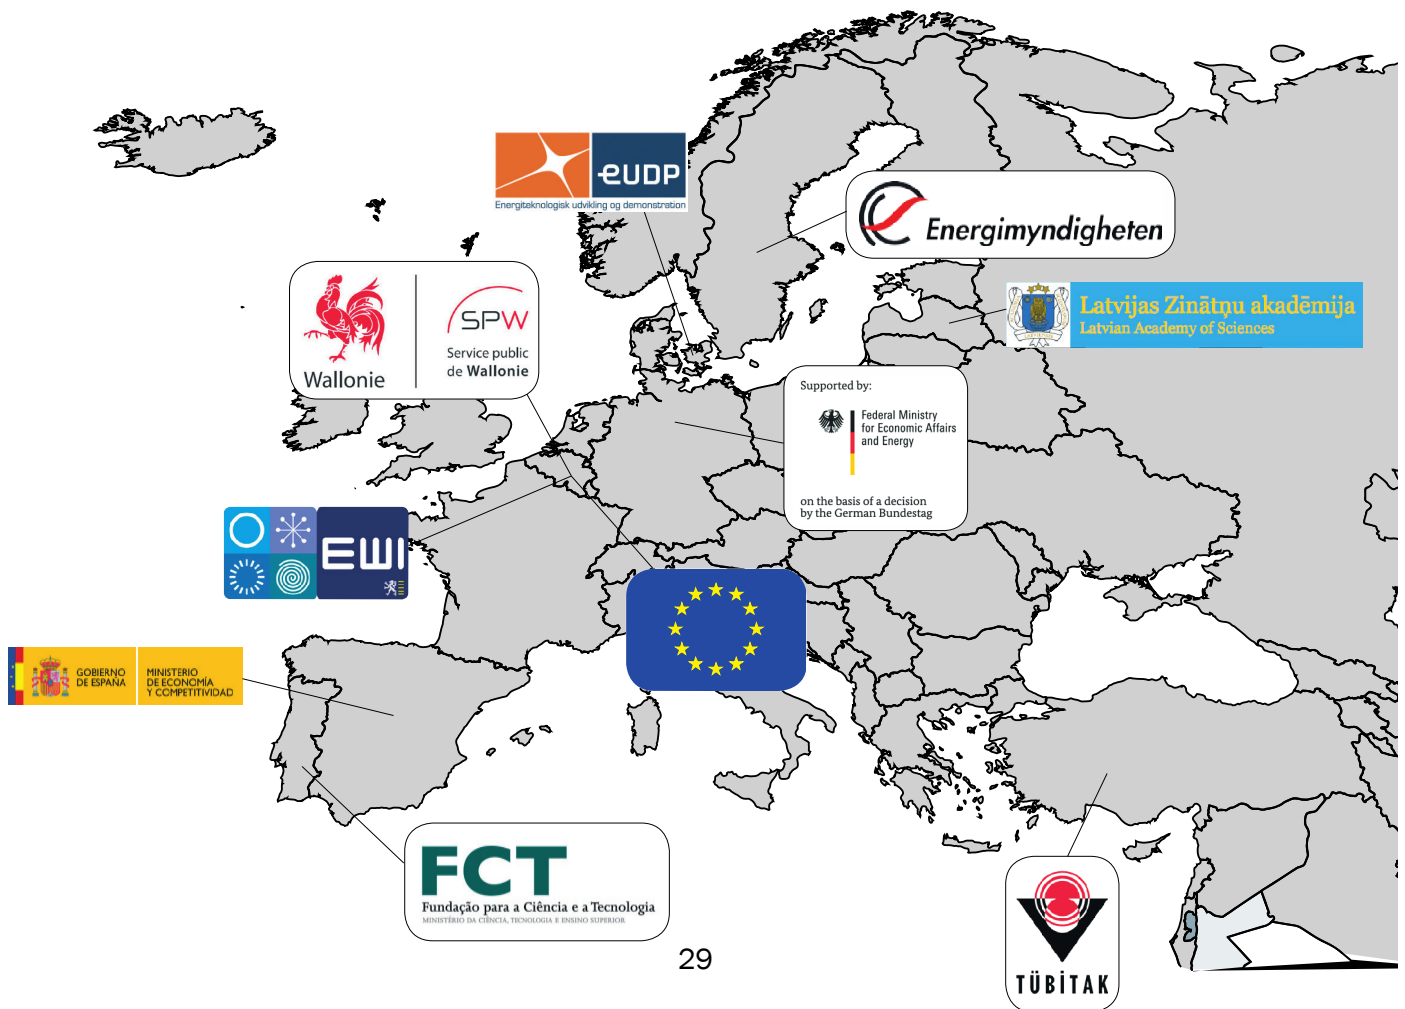 eUDP
Energiteknologisk udvikling og demonstration
Energimyndigheten
Wallonie
SPW
Service public
de Wallonie
Latvijas Zinātņu akadēmija
Latvian Academy of Sciences
Supported by:
Federal Ministry
for Economic Affairs
and Energy
on the basis of a decision
by the German Bundestag
EWI
GOBIERNO
DE ESPAÑA
MINISTERIO
DE ECONOMÍA
Y COMPETITIVIDAD
FCT
Fundação para a Ciência e a Tecnologia
MINISTÉRIO DA CIÊNCIA, TECNOLOGIA E ENSINO SUPERIOR
TÜBİTAK
29